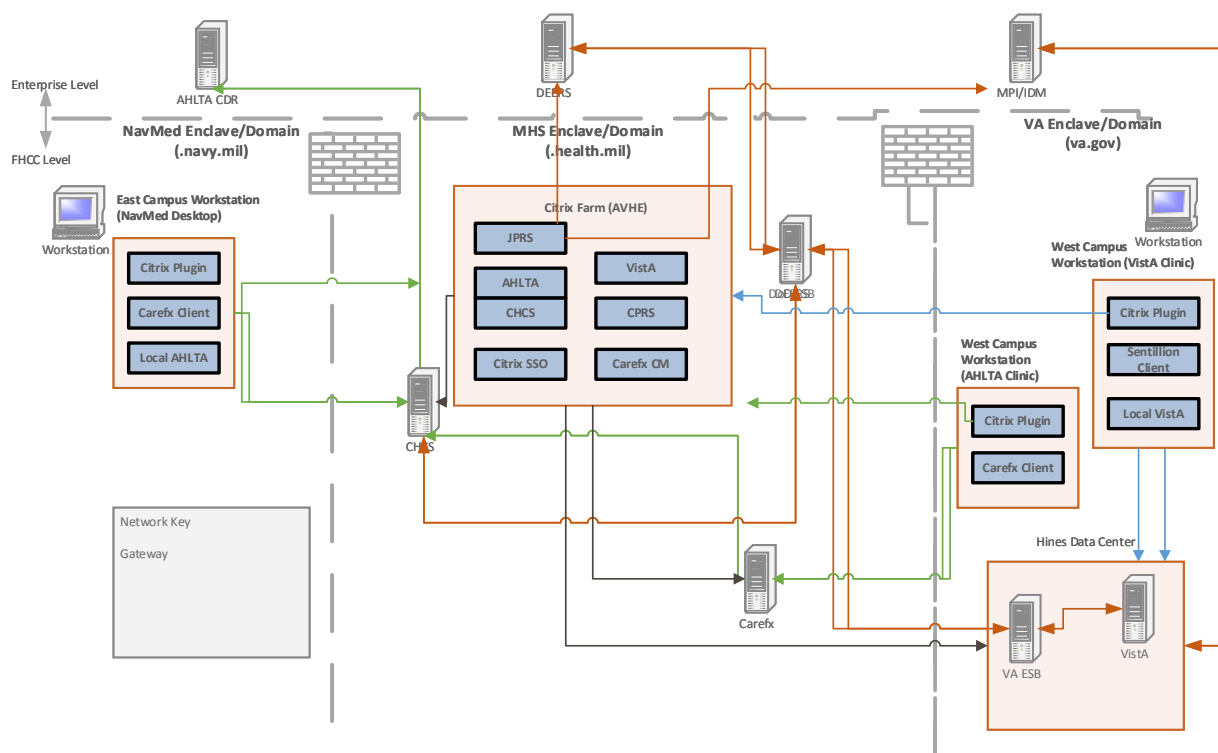 Enterprise Level
FHCC Level
AHLTA CDR
DEERS
MPI/IDM
NavMed Enclave/Domain
(.navy.mil)
MHS Enclave/Domain
(.health.mil)
VA Enclave/Domain
(va.gov)
Workstation
East Campus Workstation
(NavMed Desktop)
Citrix Plugin
Carefx Client
Local AHLTA
Citrix Farm (AVHE)
JPRS
AHLTA
CHCS
Citrix SSO
VistA
CPRS
Carefx CM
CHCS
Workstation
West Campus
Workstation (VistA Clinic)
Citrix Plugin
Sentillion
Client
Local VistA
West Campus
Workstation
(AHLTA Clinic)
Citrix Plugin
Carefx Client
Network Key
Gateway
Carefx
Hines Data Center
VA ESB
VistA